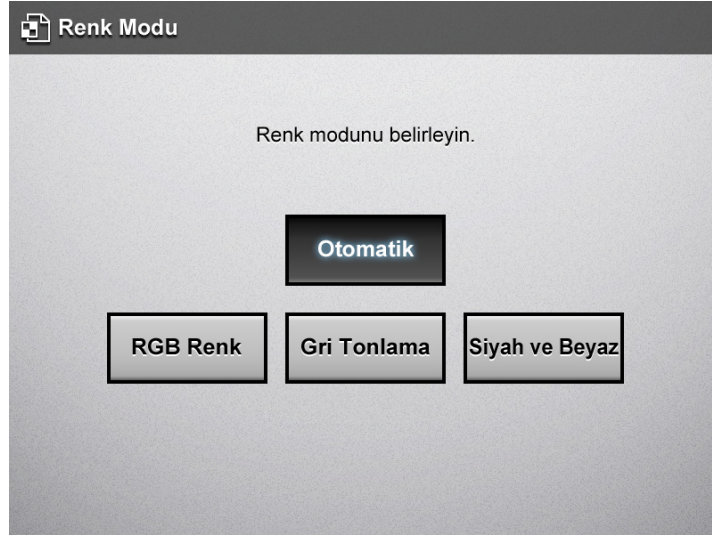 Renk Modu
Renk modunu belirleyin.
Otomatik
RGB Renk
Gri Tonlama
Siyah ve Beyaz